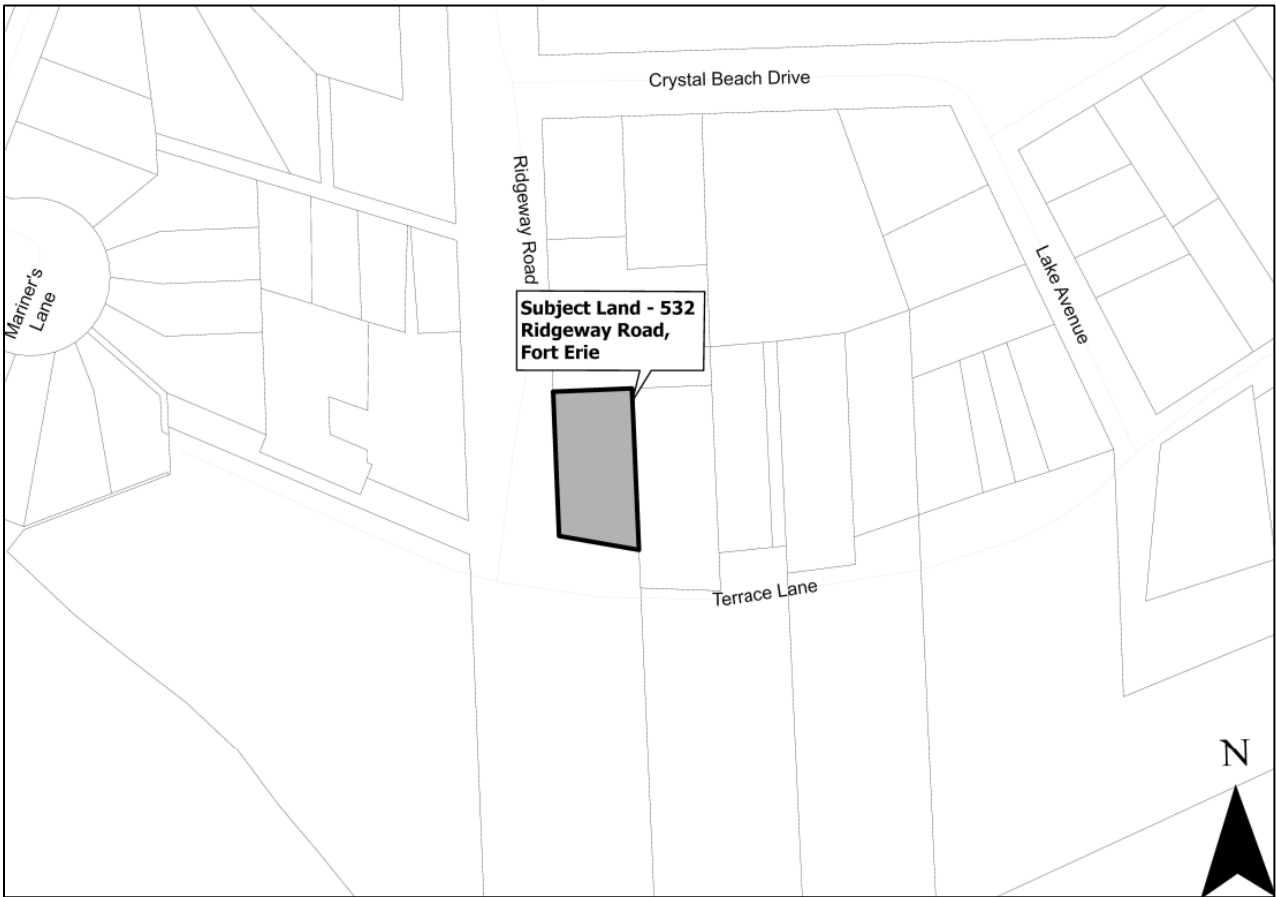 Crystal Beach Drive
Ridgeway Road
Mariner's
Lane
Lake Avenue
Subject Land - 532
Ridgeway Road,
Fort Erie
Terrace Lane
N